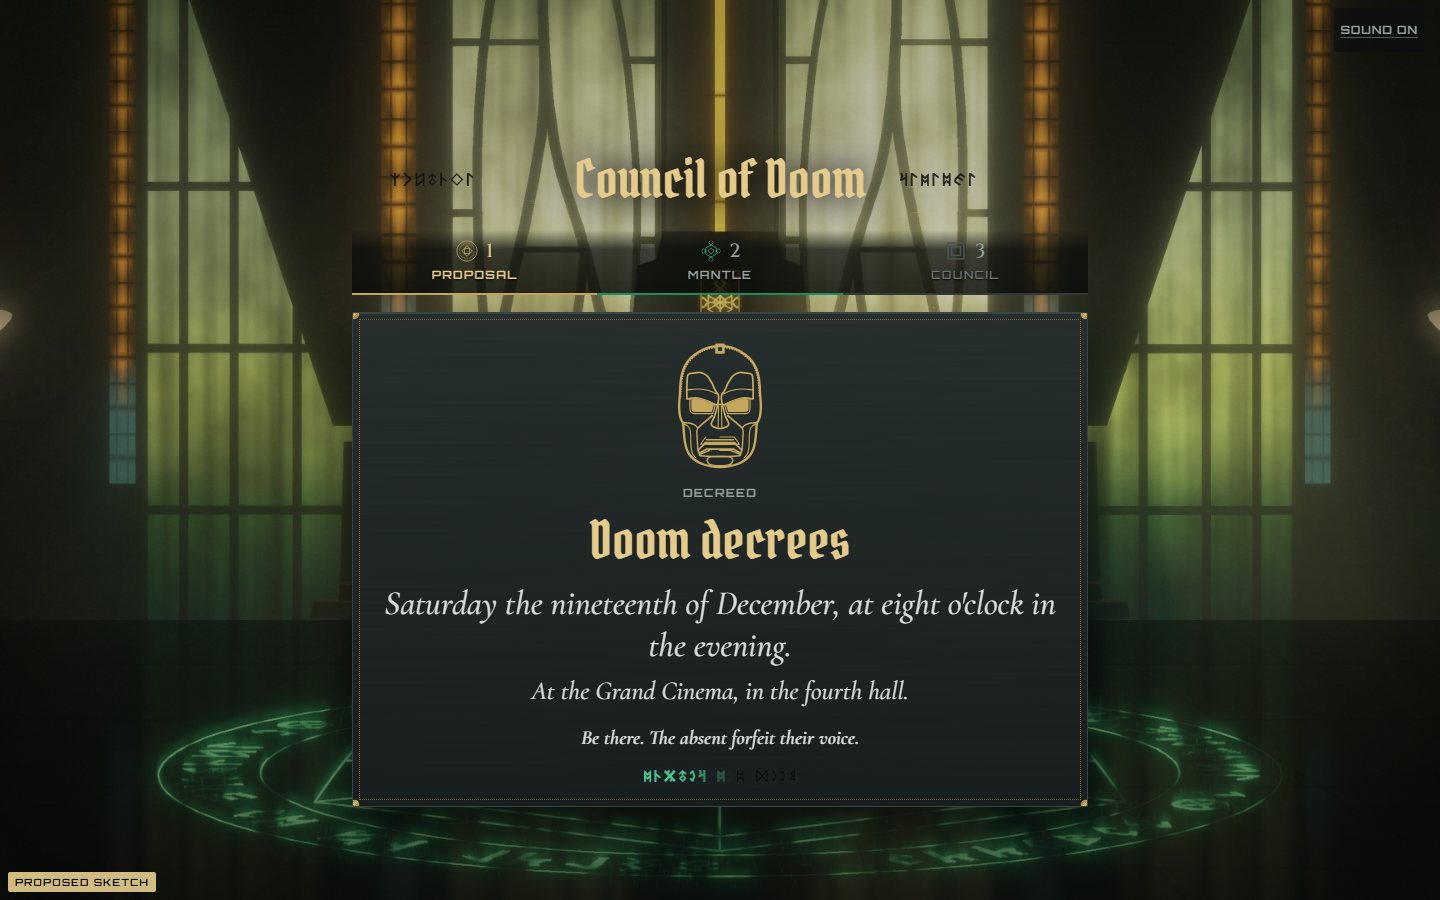 SOUND ON
Council of Doom
1
PROPOSAL
2
MANTLE
3
COUNCIL
DECREED
Doom decrees
Saturday the nineteenth of December, at eight o'clock in
the evening.
At the Grand Cinema, in the fourth hall.
Be there. The absent forfeit their voice.
PROPOSED SKETCH